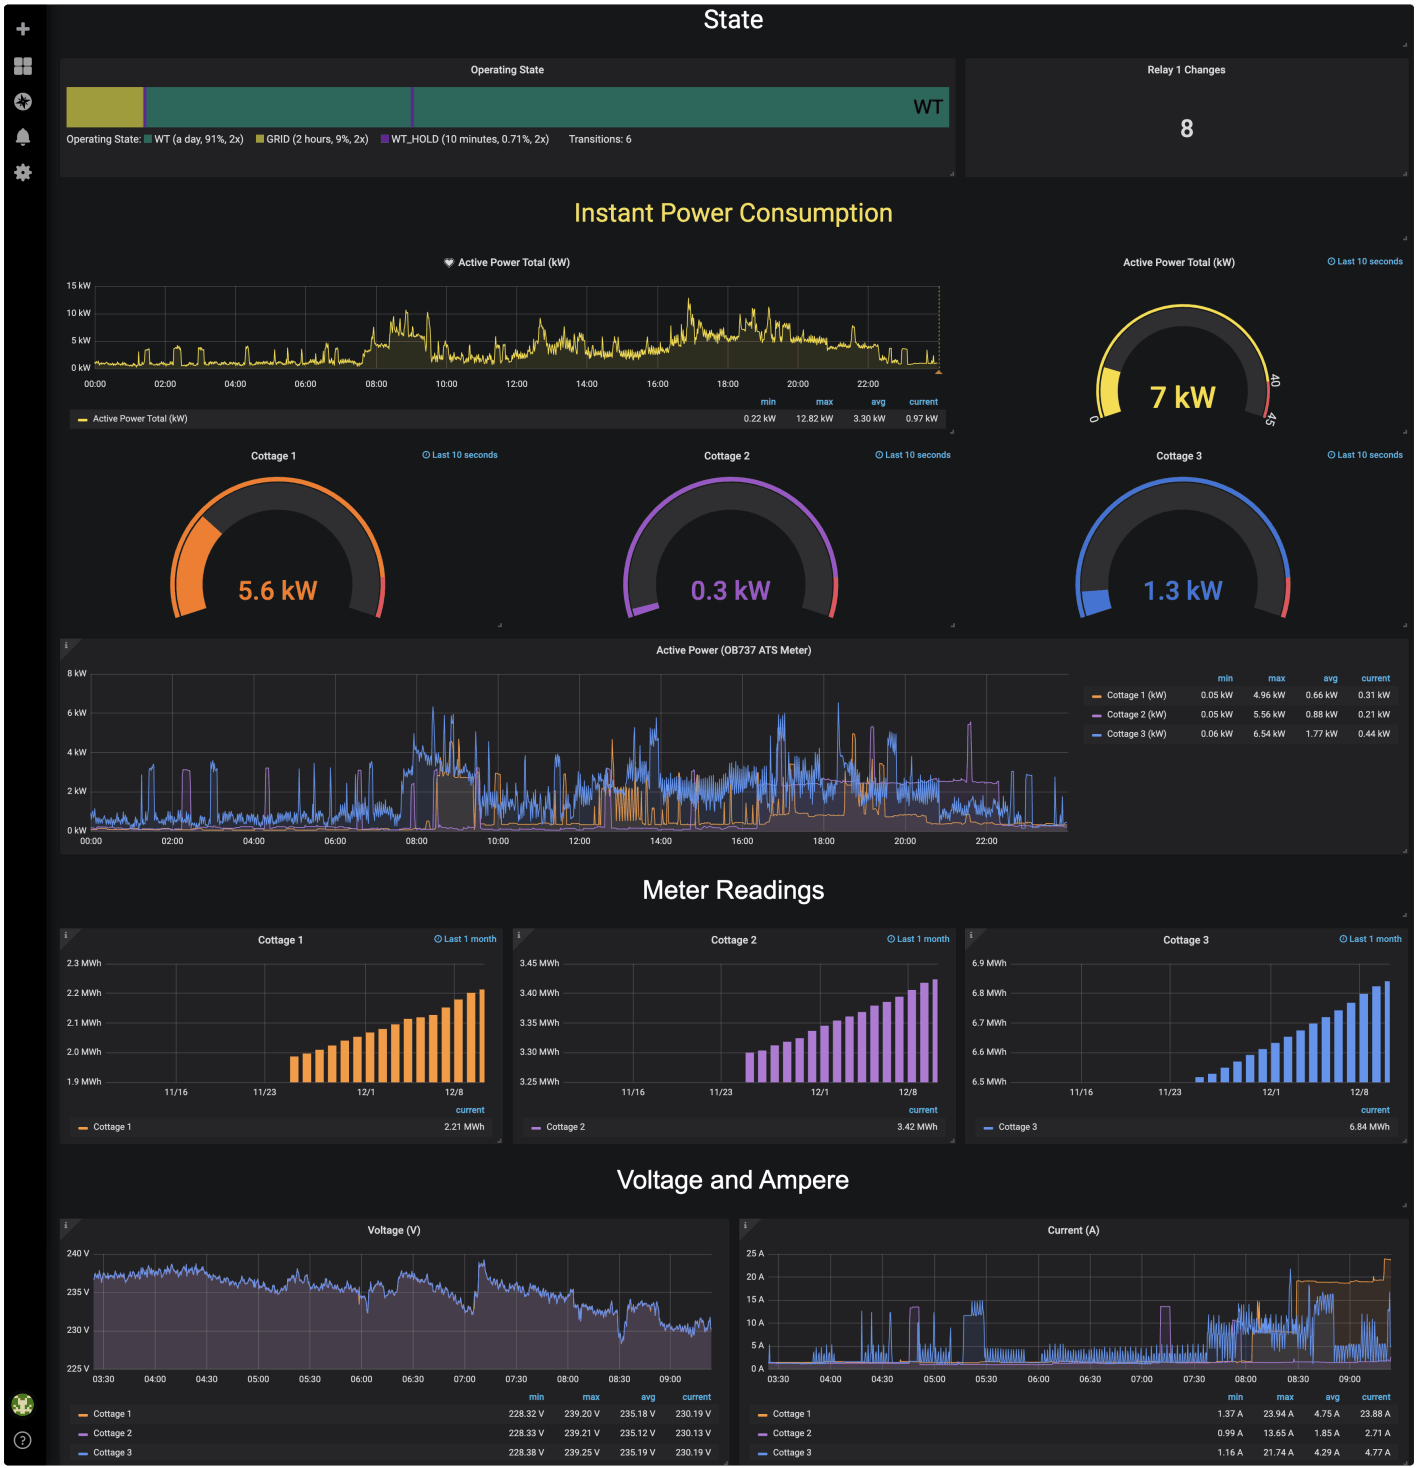 State
Operating State
WT
Operating State: WT (a day, 91%, 2x) GRID (2 hours, 9%, 2x) WT_HOLD (10 minutes, 0.71%, 2x) Transitions: 6
Relay 1 Changes
8
Instant Power Consumption
Active Power Total (kW)
15 kW
10 kW
5 kW
0 kW
00:00 02:00 04:00 06:00 08:00 10:00 12:00 14:00 16:00 18:00 20:00 22:00
min max avg current
Active Power Total (kW) 0.22 kW 12.82 kW 3.30 kW 0.97 kW
Active Power Total (kW) Last 10 seconds
7 kW
0 40 45
Cottage 1 Last 10 seconds
5.6 kW
Cottage 2 Last 10 seconds
0.3 kW
Cottage 3 Last 10 seconds
1.3 kW
i
Active Power (OB737 ATS Meter)
8 kW
6 kW
4 kW
2 kW
0 kW
00:00 02:00 04:00 06:00 08:00 10:00 12:00 14:00 16:00 18:00 20:00 22:00
min max avg current
Cottage 1 (kW) 0.05 kW 4.96 kW 0.66 kW 0.31 kW
Cottage 2 (kW) 0.05 kW 5.56 kW 0.88 kW 0.21 kW
Cottage 3 (kW) 0.06 kW 6.54 kW 1.77 kW 0.44 kW
Meter Readings
i
Cottage 1 Last 1 month
2.3 MWh
2.2 MWh
2.1 MWh
2.0 MWh
1.9 MWh
11/16 11/23 12/1 12/8
current
Cottage 1 2.21 MWh
i
Cottage 2 Last 1 month
3.45 MWh
3.40 MWh
3.35 MWh
3.30 MWh
3.25 MWh
11/16 11/23 12/1 12/8
current
Cottage 2 3.42 MWh
i
Cottage 3 Last 1 month
6.9 MWh
6.8 MWh
6.7 MWh
6.6 MWh
6.5 MWh
11/16 11/23 12/1 12/8
current
Cottage 3 6.84 MWh
Voltage and Ampere
i
Voltage (V)
240 V
235 V
230 V
225 V
03:30 04:00 04:30 05:00 05:30 06:00 06:30 07:00 07:30 08:00 08:30 09:00
min max avg current
Cottage 1 228.32 V 239.20 V 235.18 V 230.19 V
Cottage 2 228.33 V 239.21 V 235.12 V 230.13 V
Cottage 3 228.38 V 239.25 V 235.19 V 230.19 V
i
Current (A)
25 A
20 A
15 A
10 A
5 A
0 A
03:30 04:00 04:30 05:00 05:30 06:00 06:30 07:00 07:30 08:00 08:30 09:00
min max avg current
Cottage 1 1.37 A 23.94 A 4.75 A 23.88 A
Cottage 2 0.99 A 13.65 A 1.85 A 2.71 A
Cottage 3 1.16 A 21.74 A 4.29 A 4.77 A